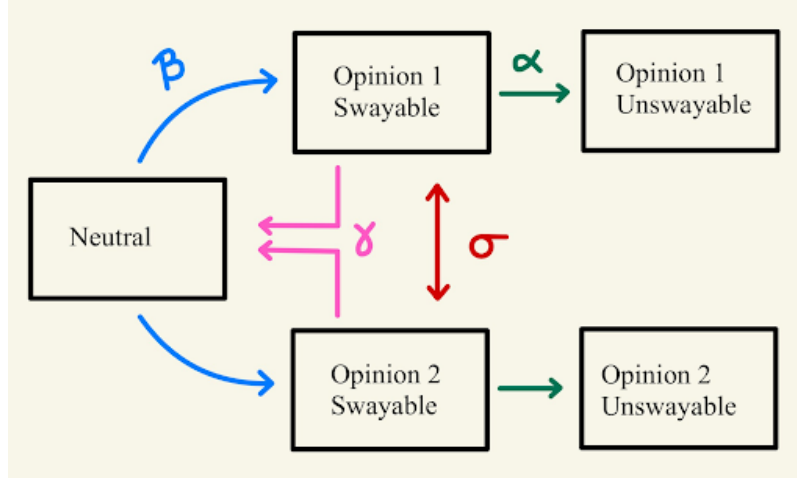 β
Opinion 1
Swayable
α
Opinion 1
Unswayable
Neutral
γ
σ
Opinion 2
Swayable
Opinion 2
Unswayable